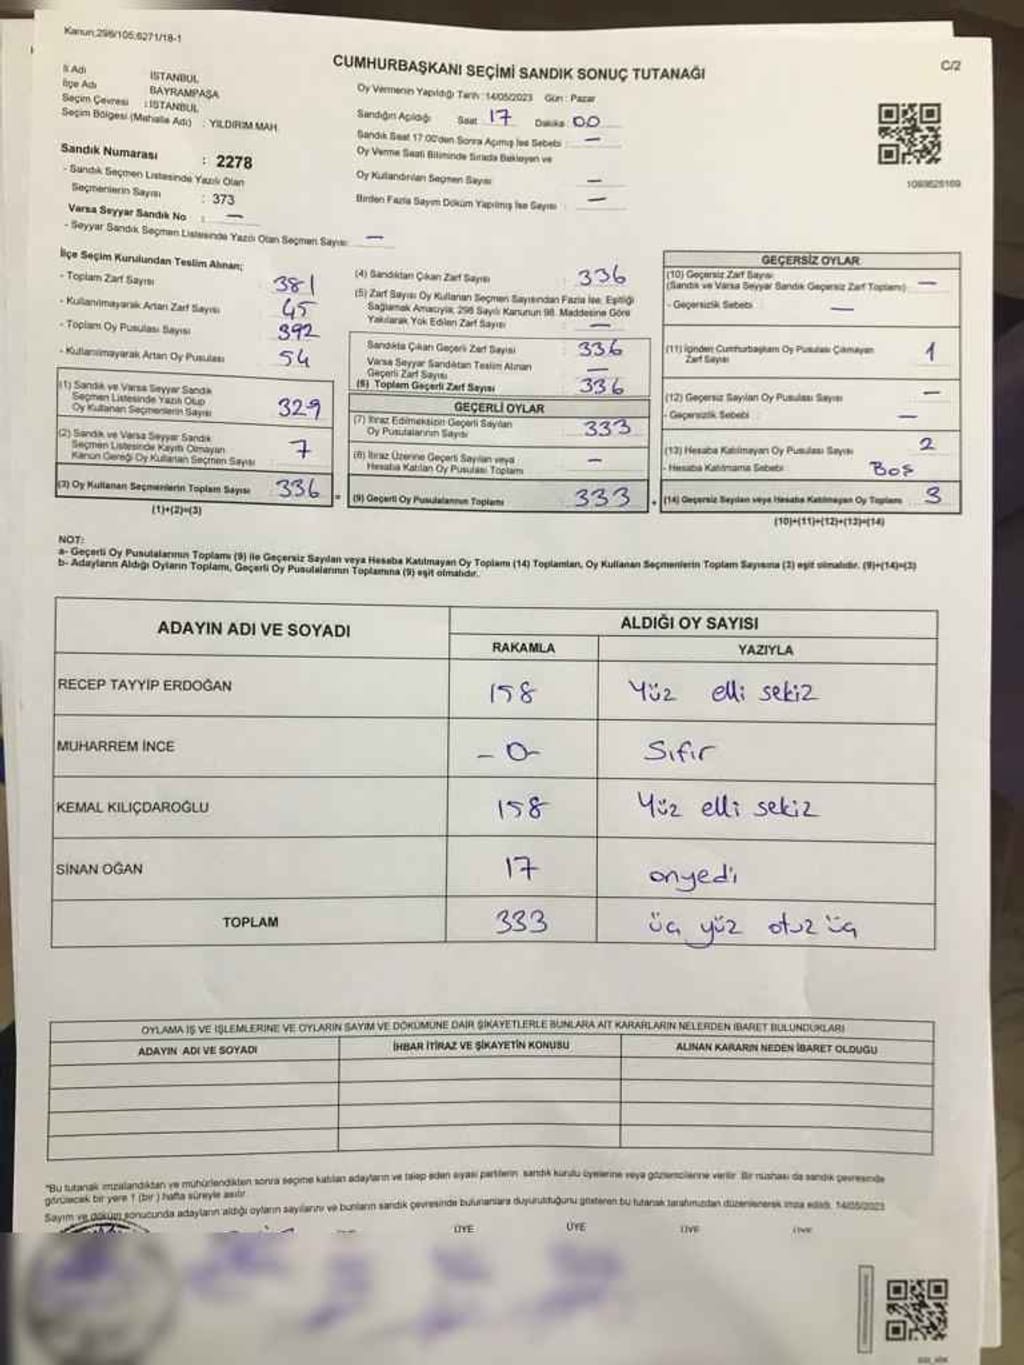 Kanun:298/105;6271/18-1
C/2
CUMHURBAŞKANI SEÇİMİ SANDIK SONUÇ TUTANAĞI
İl Adı : İSTANBUL
İlçe Adı : BAYRAMPAŞA
Seçim Çevresi : İSTANBUL
Seçim Bölgesi (Mahalle Adı) : YILDIRIM MAH.
Sandık Numarası : 2278
- Sandık Seçmen Listesinde Yazılı Olan
Seçmenlerin Sayısı : 373
Varsa Seyyar Sandık No : —
- Seyyar Sandık Seçmen Listesinde Yazılı Olan Seçmen Sayısı: —
Oy Vermenin Yapıldığı Tarih : 14/05/2023 Gün : Pazar
Sandığın Açıldığı Saat : 17 Dakika : 00
Sandık Saat 17:00'den Sonra Açılmış İse Sebebi : —
Oy Verme Saati Bitiminde Sırada Bekleyen ve
Oy Kullandırılan Seçmen Sayısı : —
Birden Fazla Sayım Döküm Yapılmış İse Sayısı : —
İlçe Seçim Kurulundan Teslim Alınan;
- Toplam Zarf Sayısı : 381
- Kullanılmayarak Artan Zarf Sayısı : 45
- Toplam Oy Pusulası Sayısı : 392
- Kullanılmayarak Artan Oy Pusulası : 54
(1) Sandık ve Varsa Seyyar Sandık
Seçmen Listesinde Yazılı Olup
Oy Kullanan Seçmenlerin Sayısı : 329
(2) Sandık ve Varsa Seyyar Sandık
Seçmen Listesinde Kayıtlı Olmayan
Kanun Gereği Oy Kullanan Seçmen Sayısı : 7
(3) Oy Kullanan Seçmenlerin Toplam Sayısı : 336 =
(1)+(2)=(3)
(4) Sandıktan Çıkan Zarf Sayısı : 336
(5) Zarf Sayısı Oy Kullanan Seçmen Sayısından Fazla İse, Eşitliği
Sağlamak Amacıyla; 298 Sayılı Kanunun 98. Maddesine Göre
Yakılarak Yok Edilen Zarf Sayısı : —
Sandıkta Çıkan Geçerli Zarf Sayısı : 336
Varsa Seyyar Sandıktan Teslim Alınan
Geçerli Zarf Sayısı : —
(6) Toplam Geçerli Zarf Sayısı : 336
GEÇERLİ OYLAR
(7) İtiraz Edilmeksizin Geçerli Sayılan
Oy Pusulalarının Sayısı : 333
(8) İtiraz Üzerine Geçerli Sayılan veya
Hesaba Katılan Oy Pusulası Toplamı : —
(9) Geçerli Oy Pusulalarının Toplamı : 333 +
GEÇERSİZ OYLAR
(10) Geçersiz Zarf Sayısı
(Sandık ve Varsa Seyyar Sandık Geçersiz Zarf Toplamı) : —
- Geçersizlik Sebebi : —
(11) İçinden Cumhurbaşkanı Oy Pusulası Çıkmayan
Zarf Sayısı : 1
(12) Geçersiz Sayılan Oy Pusulası Sayısı : —
- Geçersizlik Sebebi : —
(13) Hesaba Katılmayan Oy Pusulası Sayısı : 2
- Hesaba Katılmama Sebebi : BOŞ
(14) Geçersiz Sayılan veya Hesaba Katılmayan Oy Toplamı : 3
(10)+(11)+(12)+(13)=(14)
NOT:
a- Geçerli Oy Pusulalarının Toplamı (9) ile Geçersiz Sayılan veya Hesaba Katılmayan Oy Toplamı (14) Toplamları, Oy Kullanan Seçmenlerin Toplam Sayısına (3) eşit olmalıdır. (9)+(14)=(3)
b- Adayların Aldığı Oyların Toplamı, Geçerli Oy Pusulalarının Toplamına (9) eşit olmalıdır.
ADAYIN ADI VE SOYADI
ALDIĞI OY SAYISI
RAKAMLA YAZIYLA
RECEP TAYYİP ERDOĞAN 158 Yüz elli sekiz
MUHARREM İNCE -0- Sıfır
KEMAL KILIÇDAROĞLU 158 Yüz elli sekiz
SİNAN OĞAN 17 onyedi
TOPLAM 333 üç yüz otuz üç
OYLAMA İŞ VE İŞLEMLERİNE VE OYLARIN SAYIM VE DÖKÜMÜNE DAİR ŞİKAYETLERLE BUNLARA AİT KARARLARIN NELERDEN İBARET BULUNDUKLARI
ADAYIN ADI VE SOYADI İHBAR İTİRAZ VE ŞİKAYETİN KONUSU ALINAN KARARIN NEDEN İBARET OLDUĞU
*Bu tutanak imzalandıktan ve mühürlendikten sonra seçime katılan adayların ve talep eden siyasi partilerin sandık kurulu üyelerine veya gözlemcilerine verilir. Bir nüshası da sandık çevresinde
görülecek bir yere 1 (bir) hafta süreyle asılır.
Sayım ve döküm sonucunda adayların aldığı oyların sayılarını ve bunların sandık çevresinde bulunanlara duyurulduğunu gösteren bu tutanak tarafımızdan düzenlenerek imza edildi. 14/05/2023
ÜYE ÜYE ÜYE ÜYE